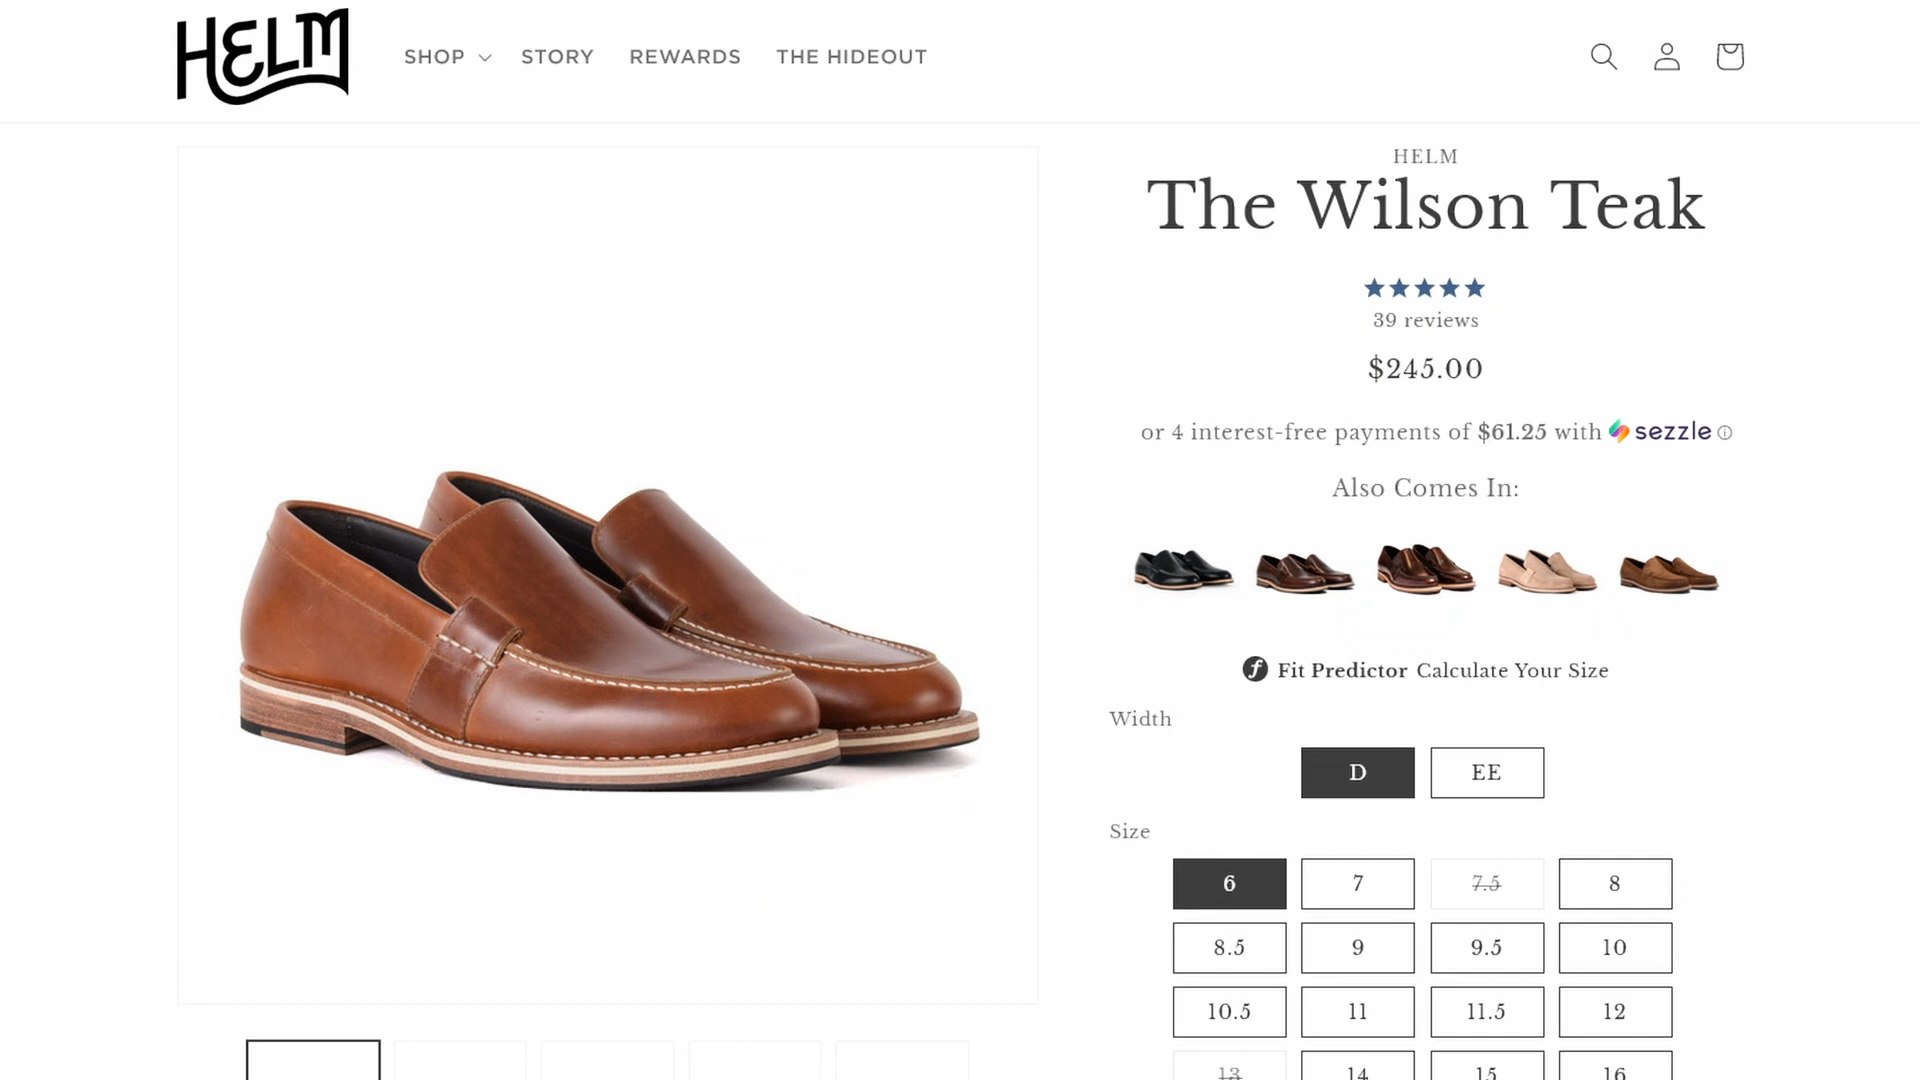 HELM
SHOP
STORY
REWARDS
THE HIDEOUT
HELM
The Wilson Teak
39 reviews
$245.00
or 4 interest-free payments of $61.25 with sezzle
Also Comes In:
Fit Predictor Calculate Your Size
Width
D EE
Size
6 7 7.5 8
8.5 9 9.5 10
10.5 11 11.5 12
13 14 15 16